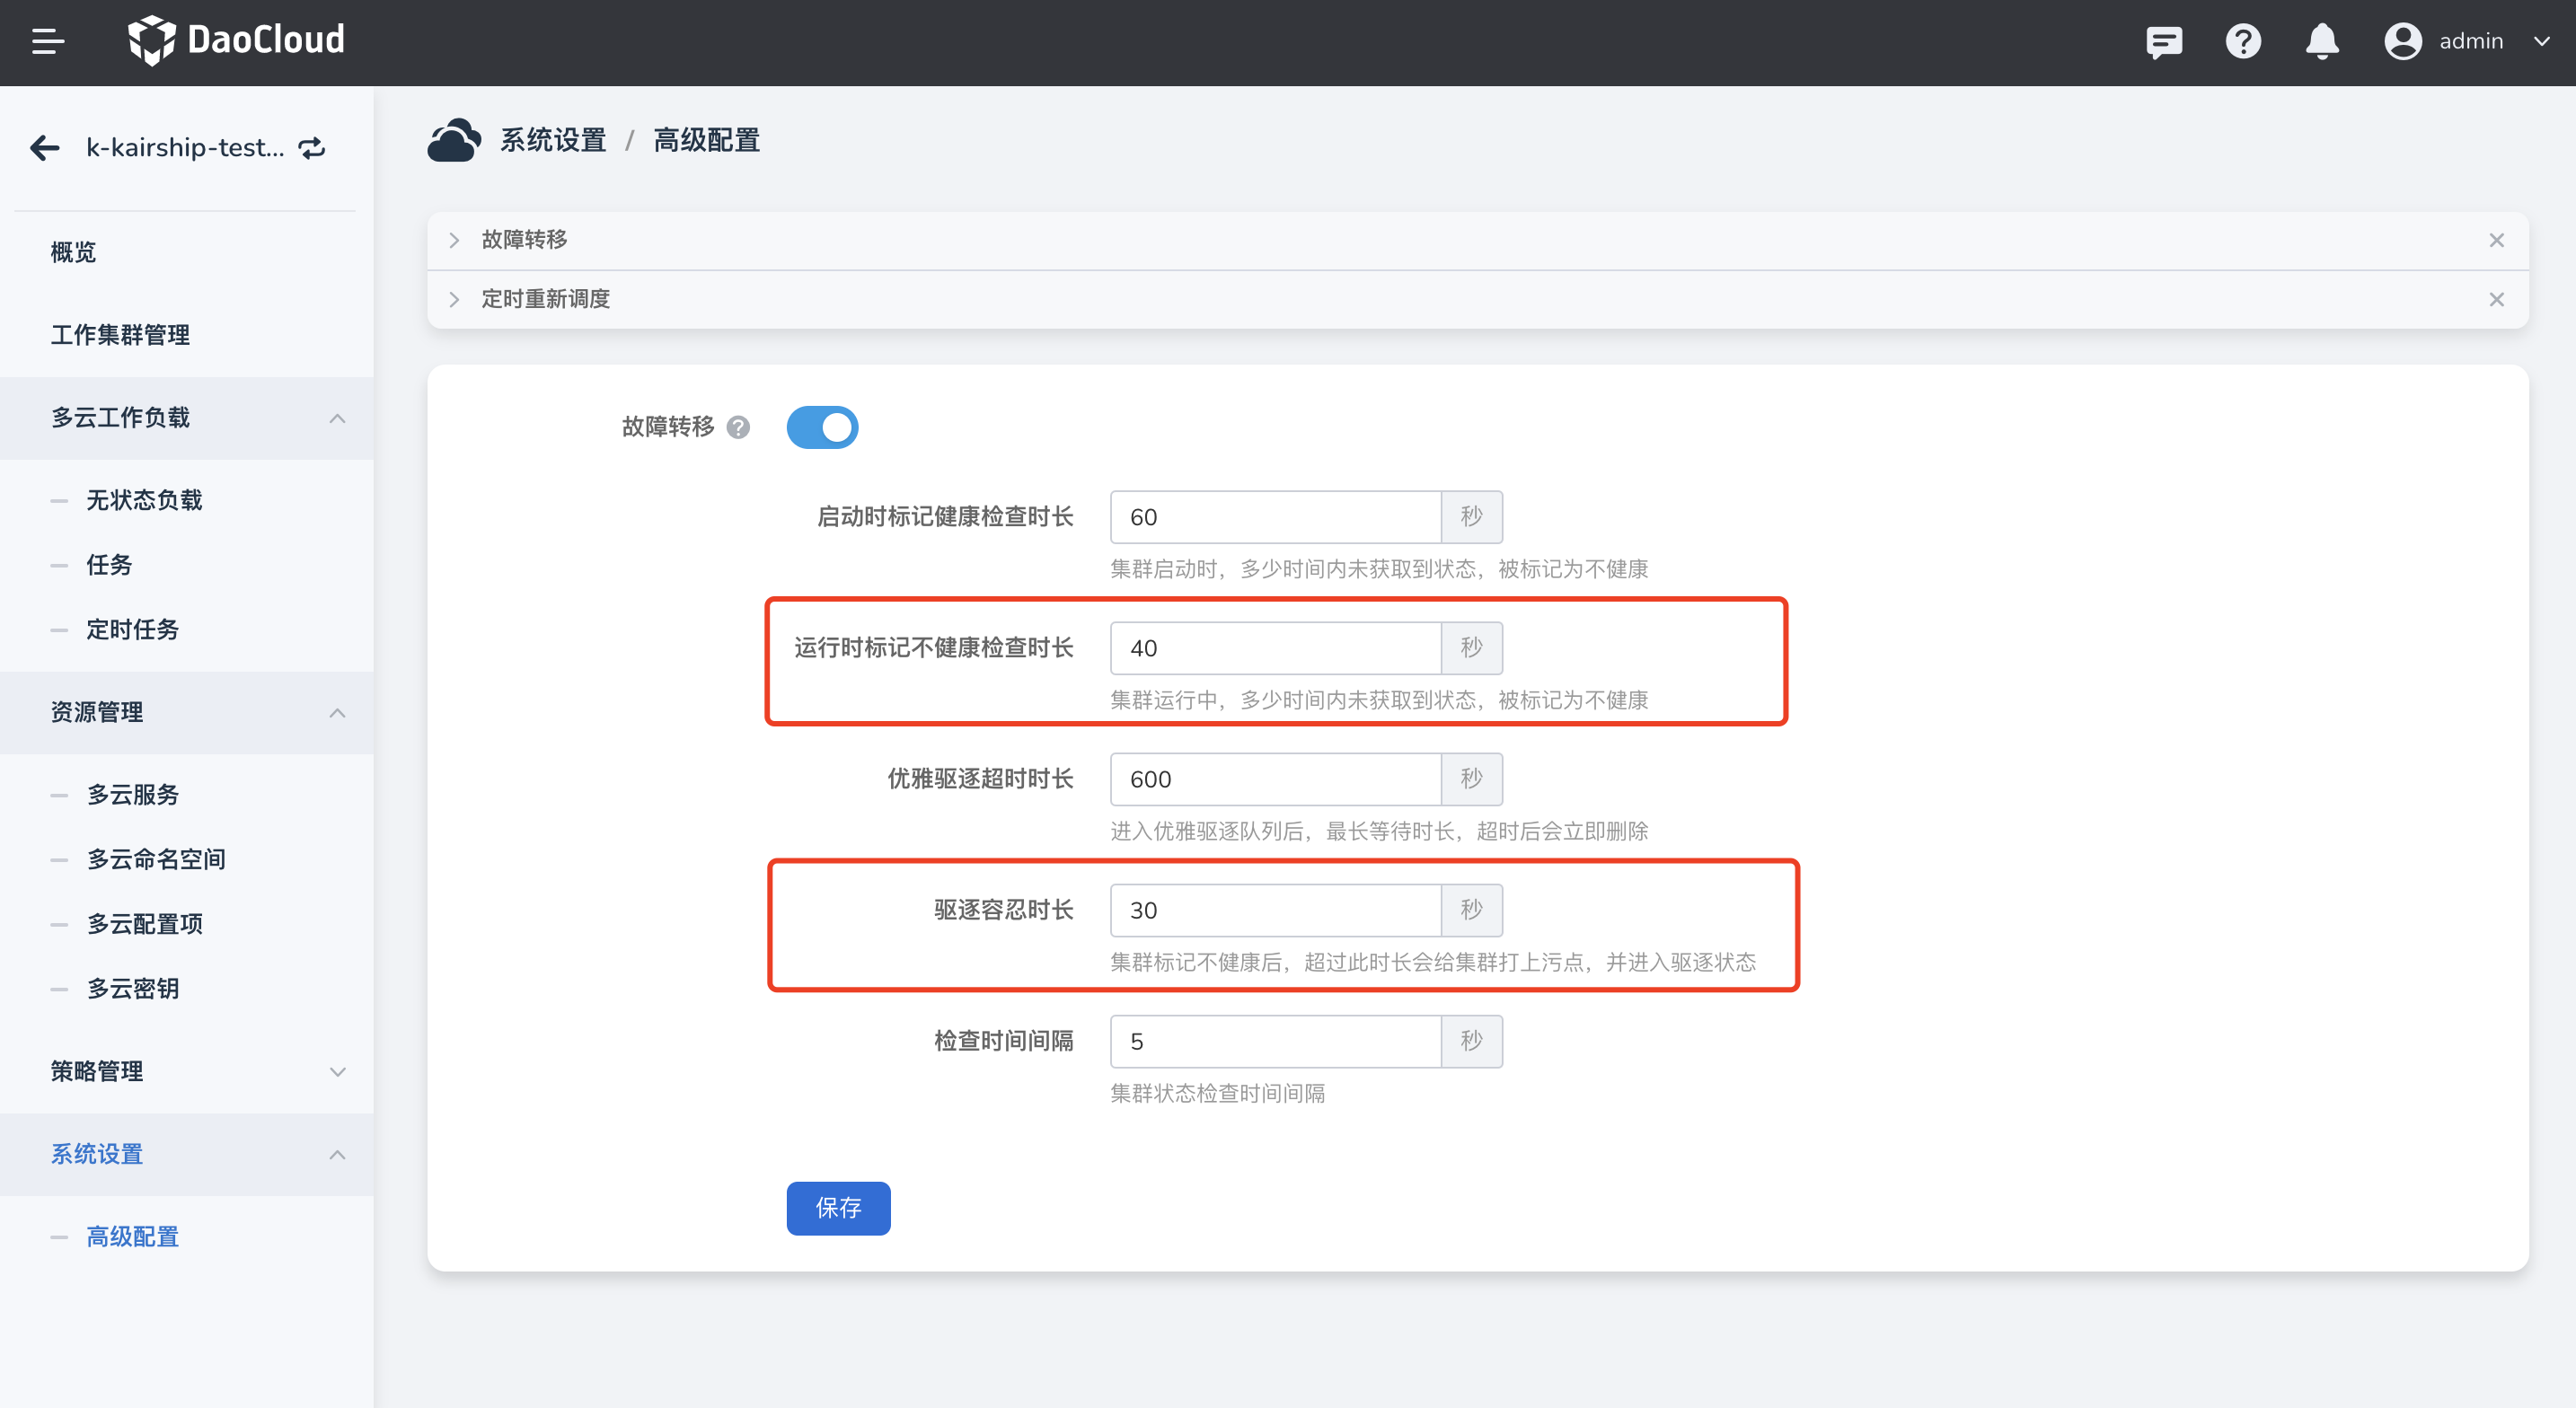 DaoCloud
admin
k-kairship-test...
概览
工作集群管理
多云工作负载
无状态负载
任务
定时任务
资源管理
多云服务
多云命名空间
多云配置项
多云密钥
策略管理
系统设置
高级配置
系统设置 / 高级配置
故障转移
定时重新调度
故障转移
启动时标记健康检查时长 60 秒
集群启动时，多少时间内未获取到状态，被标记为不健康
运行时标记不健康检查时长 40 秒
集群运行中，多少时间内未获取到状态，被标记为不健康
优雅驱逐超时时长 600 秒
进入优雅驱逐队列后，最长等待时长，超时后会立即删除
驱逐容忍时长 30 秒
集群标记不健康后，超过此时长会给集群打上污点，并进入驱逐状态
检查时间间隔 5 秒
集群状态检查时间间隔
保存